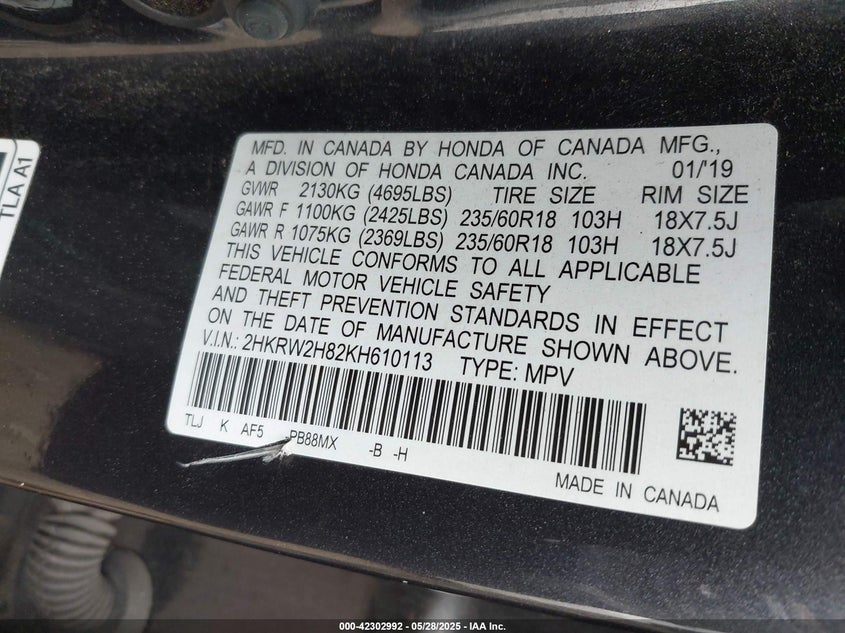 TLA A1
MFD. IN CANADA BY HONDA OF CANADA MFG.,
A DIVISION OF HONDA CANADA INC. 01/'19
GVWR 2130KG (4695LBS) TIRE SIZE RIM SIZE
GAWR F 1100KG (2425LBS) 235/60R18 103H 18X7.5J
GAWR R 1075KG (2369LBS) 235/60R18 103H 18X7.5J
THIS VEHICLE CONFORMS TO ALL APPLICABLE
FEDERAL MOTOR VEHICLE SAFETY
AND THEFT PREVENTION STANDARDS IN EFFECT
ON THE DATE OF MANUFACTURE SHOWN ABOVE.
V.I.N.: 2HKRW2H82KH610113 TYPE: MPV
TLJ K AF5 PB88MX -B -H
MADE IN CANADA
000-42302992 - 05/28/2025 - IAA Inc.